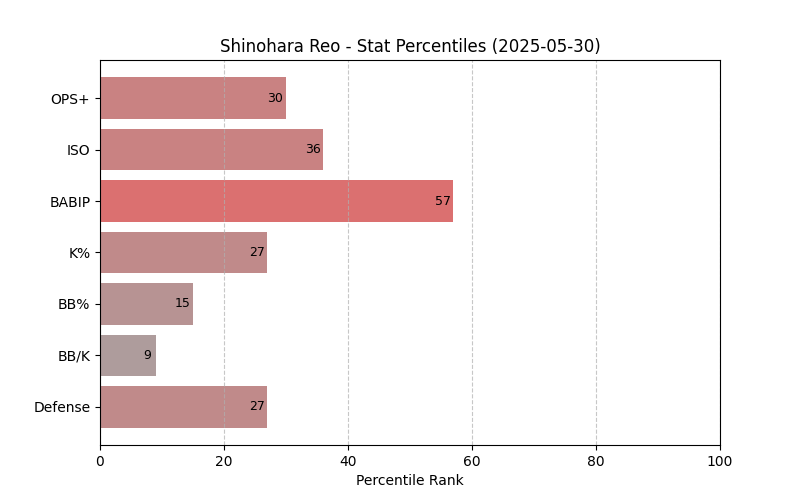 Shinohara Reo - Stat Percentiles (2025-05-30)
OPS+ 30
ISO 36
BABIP 57
K% 27
BB% 15
BB/K 9
Defense 27
0 20 40 60 80 100
Percentile Rank